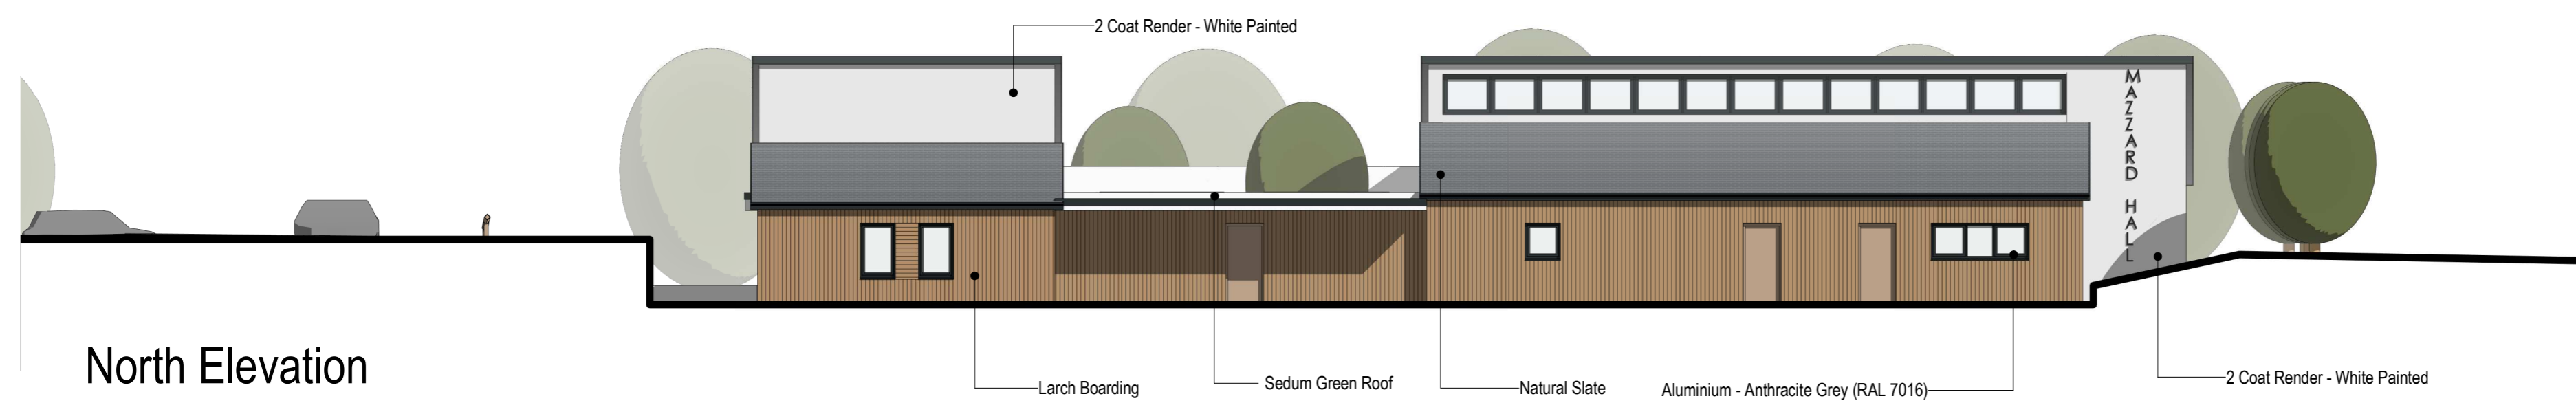 2 Coat Render - White Painted
MAZZARD HALL
North Elevation
Larch Boarding
Sedum Green Roof
Natural Slate
Aluminium - Anthracite Grey (RAL 7016)
2 Coat Render - White Painted